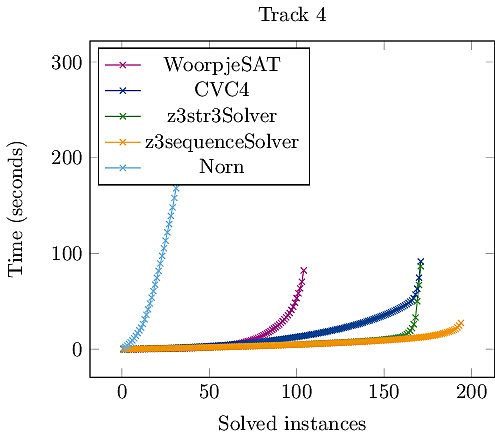 Track 4
300
200
100
0
Time (seconds)
WoorpjeSAT
CVC4
z3str3Solver
z3sequenceSolver
Norn
0 50 100 150 200
Solved instances